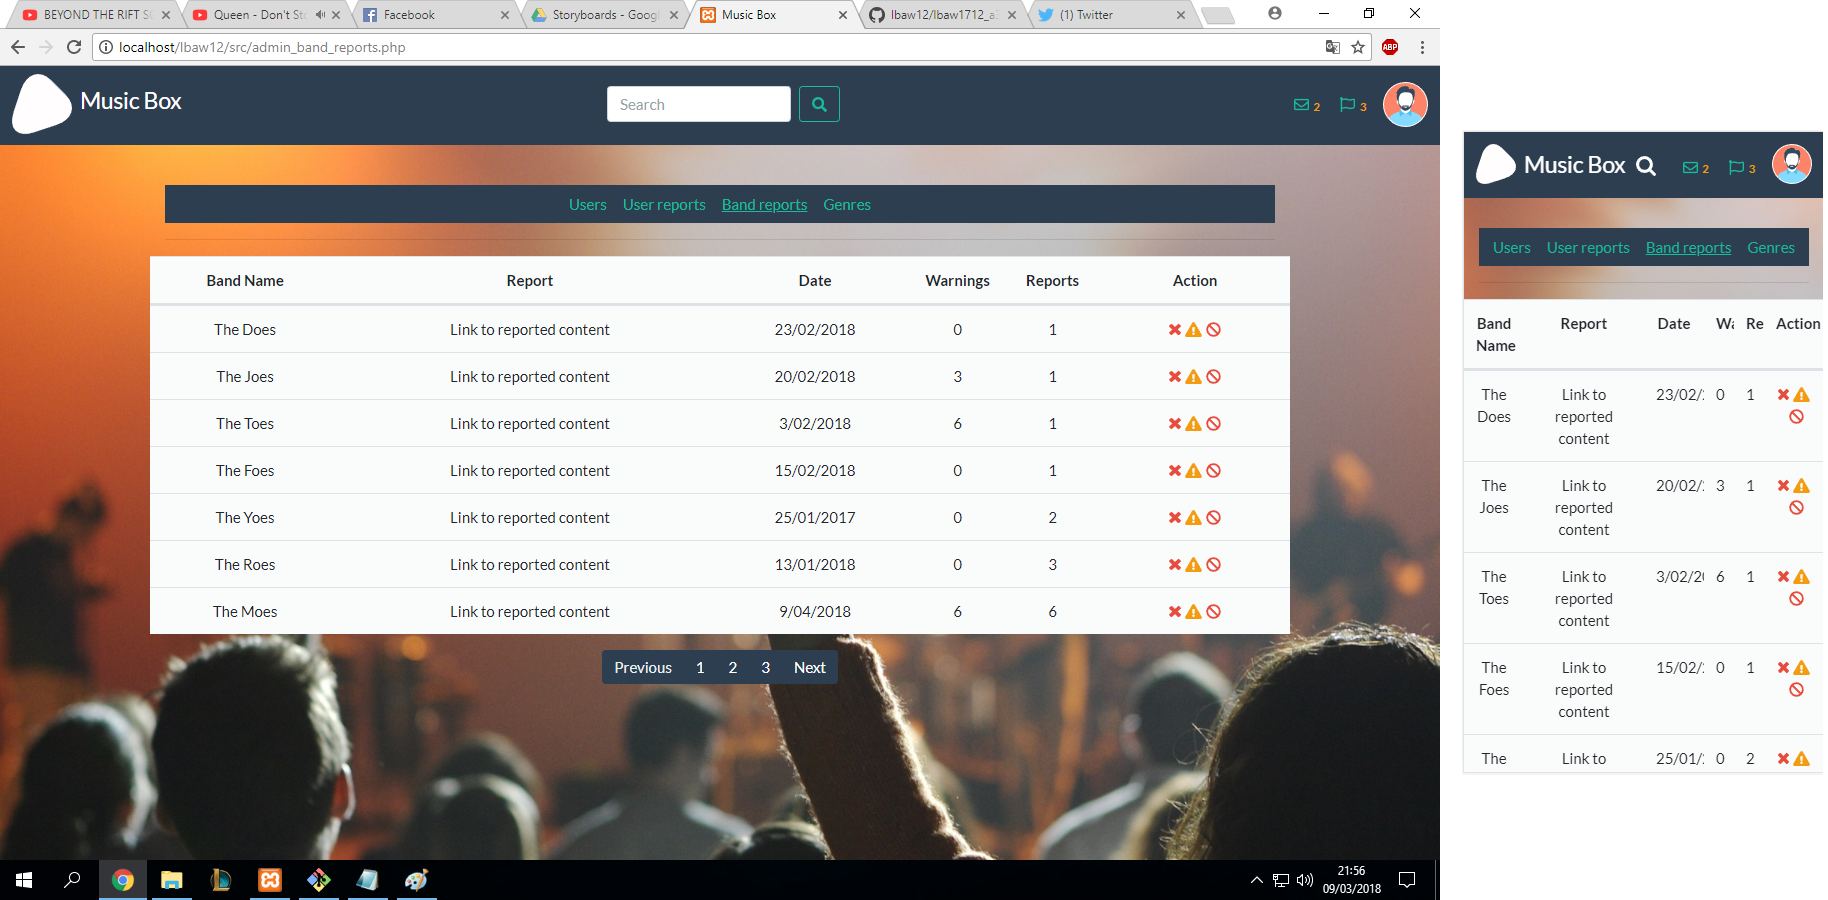 BEYOND THE RIFT SO
Queen - Don't Sto
Facebook
Storyboards - Googl
Music Box
lbaw12/lbaw1712_a3
(1) Twitter
localhost/lbaw12/src/admin_band_reports.php
ABP
Music Box
Search
2
3
Users User reports Band reports Genres
Band Name Report Date Warnings Reports Action
The Does Link to reported content 23/02/2018 0 1
The Joes Link to reported content 20/02/2018 3 1
The Toes Link to reported content 3/02/2018 6 1
The Foes Link to reported content 15/02/2018 0 1
The Yoes Link to reported content 25/01/2017 0 2
The Roes Link to reported content 13/01/2018 0 3
The Moes Link to reported content 9/04/2018 6 6
Previous 1 2 3 Next
21:56
09/03/2018
Music Box
2
3
Users User reports Band reports Genres
Band Report Date Wa Re Action
Name
The Link to 23/02/2 0 1
Does reported
content
The Link to 20/02/2 3 1
Joes reported
content
The Link to 3/02/20 6 1
Toes reported
content
The Link to 15/02/2 0 1
Foes reported
content
The Link to 25/01/2 0 2